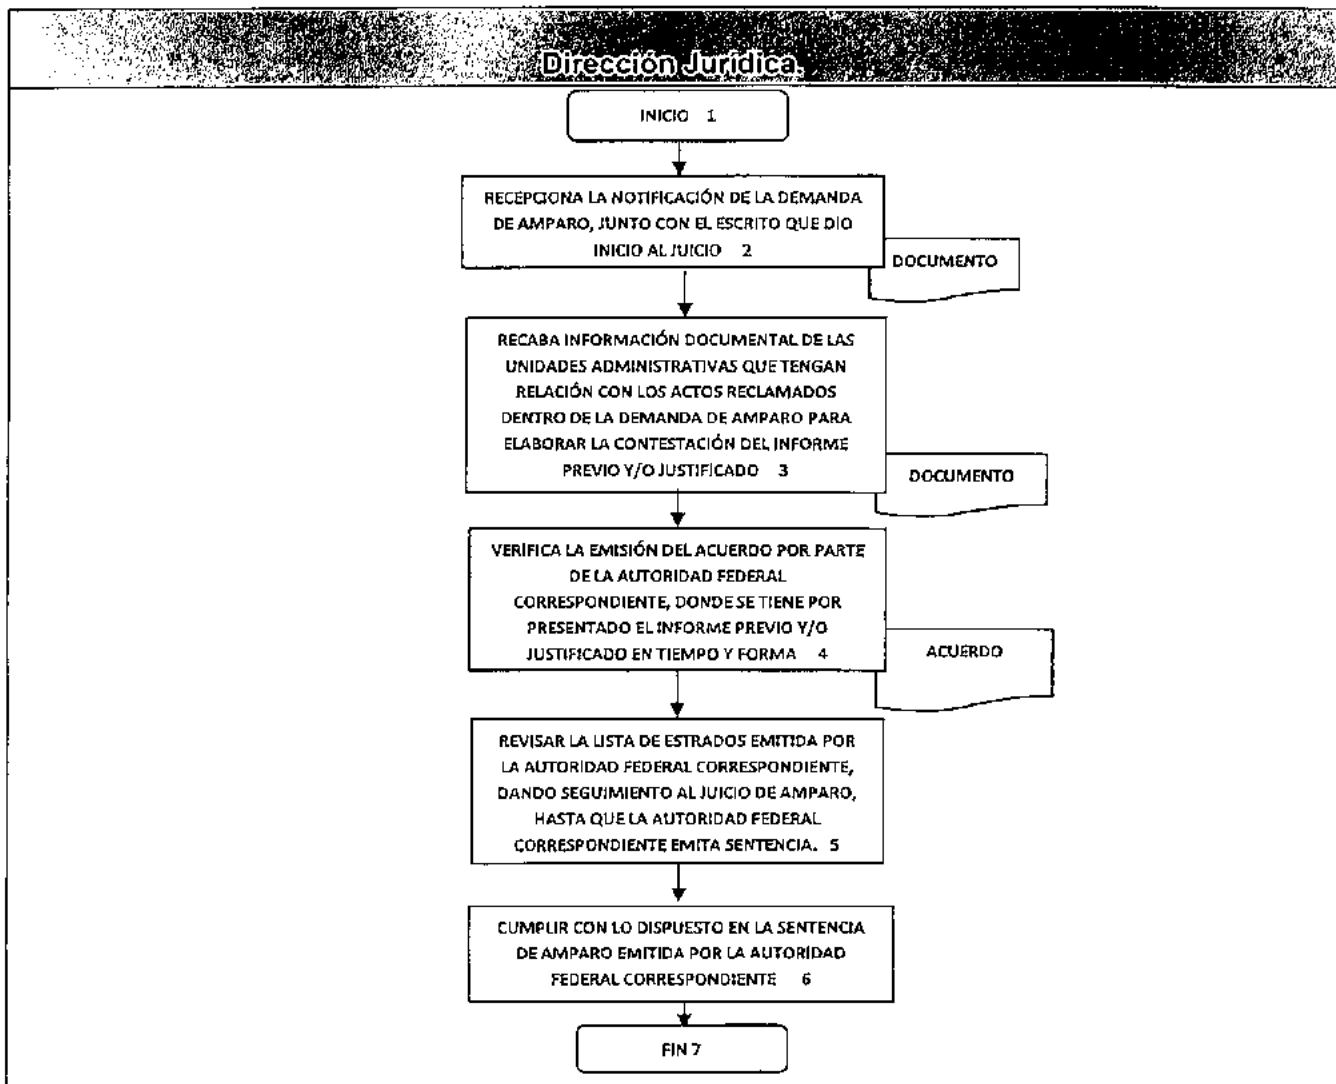 Dirección Jurídica.
INICIO 1
RECEPCIONA LA NOTIFICACIÓN DE LA DEMANDA
DE AMPARO, JUNTO CON EL ESCRITO QUE DIO
INICIO AL JUICIO 2
DOCUMENTO
RECABA INFORMACIÓN DOCUMENTAL DE LAS
UNIDADES ADMINISTRATIVAS QUE TENGAN
RELACIÓN CON LOS ACTOS RECLAMADOS
DENTRO DE LA DEMANDA DE AMPARO PARA
ELABORAR LA CONTESTACIÓN DEL INFORME
PREVIO Y/O JUSTIFICADO 3
DOCUMENTO
VERIFICA LA EMISIÓN DEL ACUERDO POR PARTE
DE LA AUTORIDAD FEDERAL
CORRESPONDIENTE, DONDE SE TIENE POR
PRESENTADO EL INFORME PREVIO Y/O
JUSTIFICADO EN TIEMPO Y FORMA 4
ACUERDO
REVISAR LA LISTA DE ESTRADOS EMITIDA POR
LA AUTORIDAD FEDERAL CORRESPONDIENTE,
DANDO SEGUIMIENTO AL JUICIO DE AMPARO,
HASTA QUE LA AUTORIDAD FEDERAL
CORRESPONDIENTE EMITA SENTENCIA. 5
CUMPLIR CON LO DISPUESTO EN LA SENTENCIA
DE AMPARO EMITIDA POR LA AUTORIDAD
FEDERAL CORRESPONDIENTE 6
FIN 7